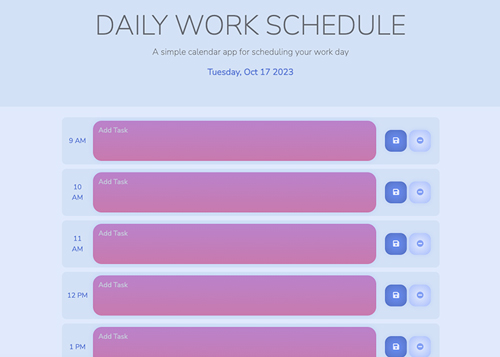 DAILY WORK SCHEDULE
A simple calendar app for scheduling your work day
Tuesday, Oct 17 2023
9 AM
Add Task
10
AM
Add Task
11
AM
Add Task
12 PM
Add Task
1 PM
Add Task